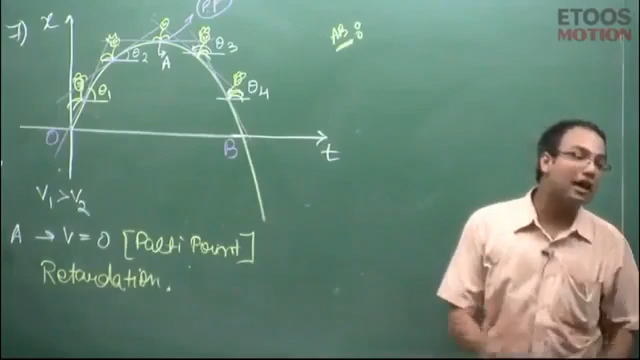 x
PP
AB :
ETOOS
MOTION
θ1
θ2
A
θ3
θ4
O
B
t
V1 > V2
A → V = 0 [Palti Point]
Retardation.